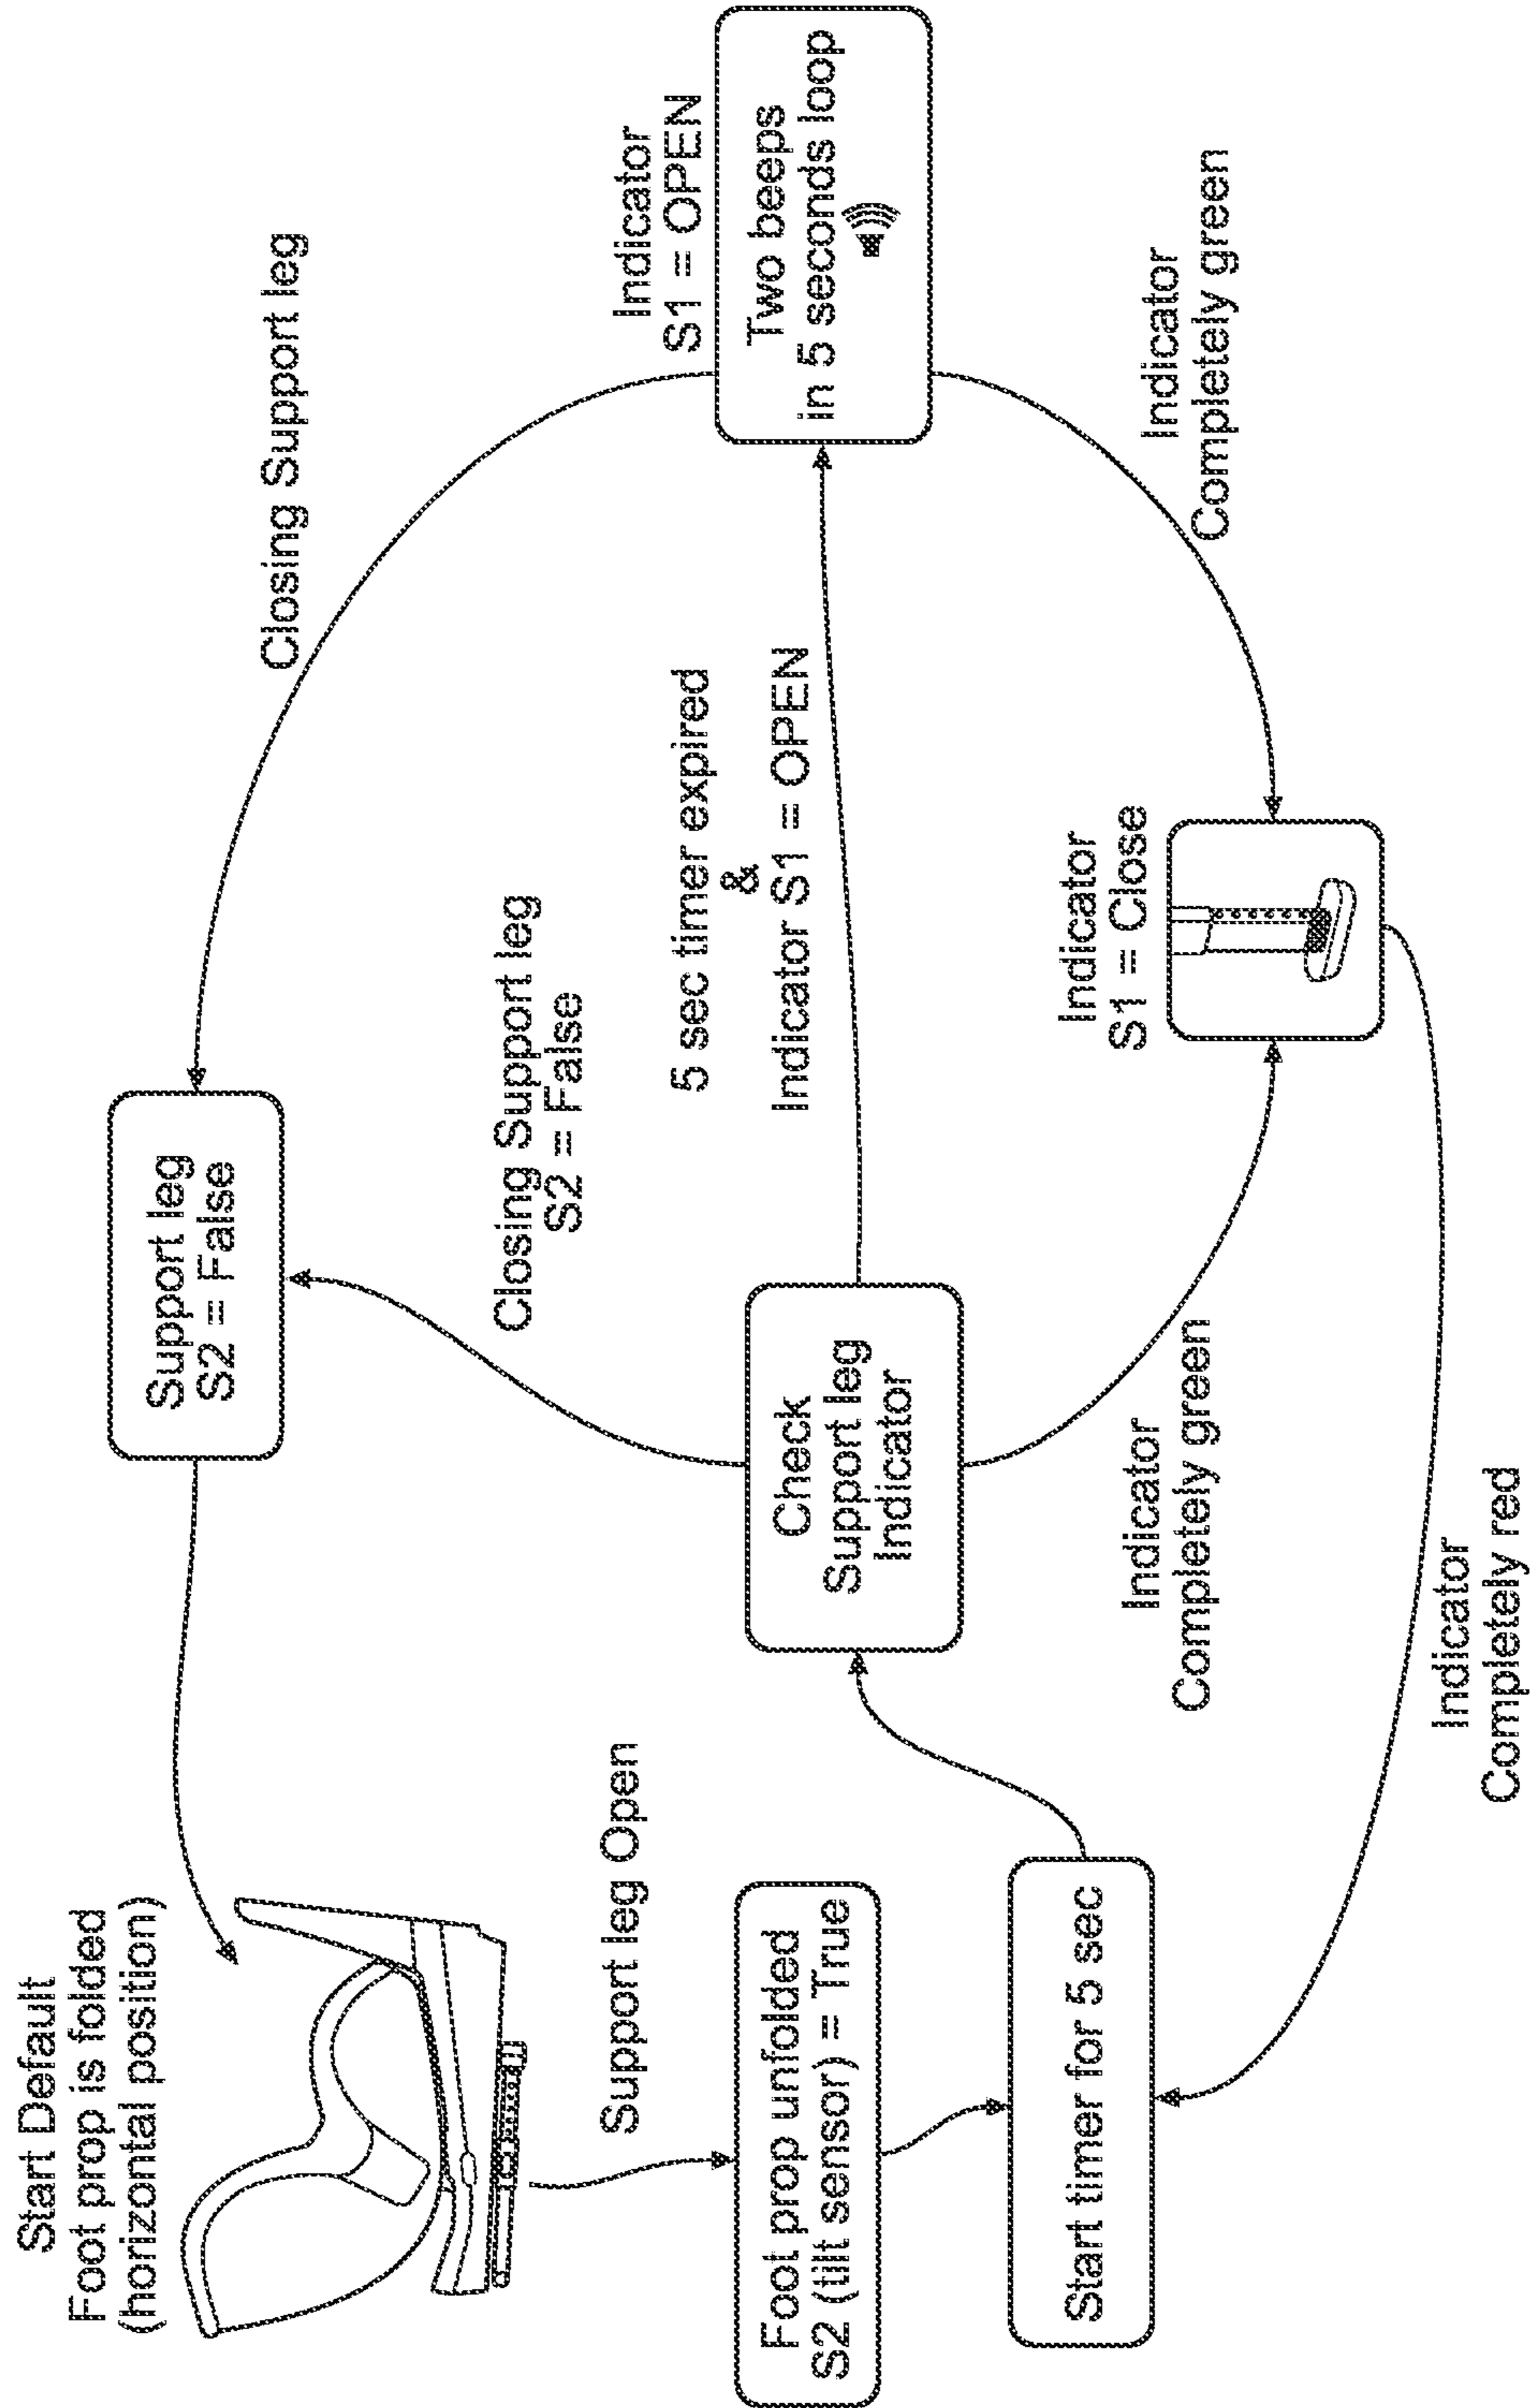 Start Default
Foot prop is folded
(horizontal position)
Support leg Open
Foot prop unfolded
S2 (tilt sensor) = True
Start timer for 5 sec
Support leg
S2 = False
Closing Support leg
S2 = False
Check
Support leg
Indicator
Indicator
Completely green
Indicator
Completely red
Closing Support leg
5 sec timer expired
&
Indicator S1 = OPEN
Indicator
S1 = Close
Indicator
S1 = OPEN
Two beeps
in 5 seconds loop
Indicator
Completely green